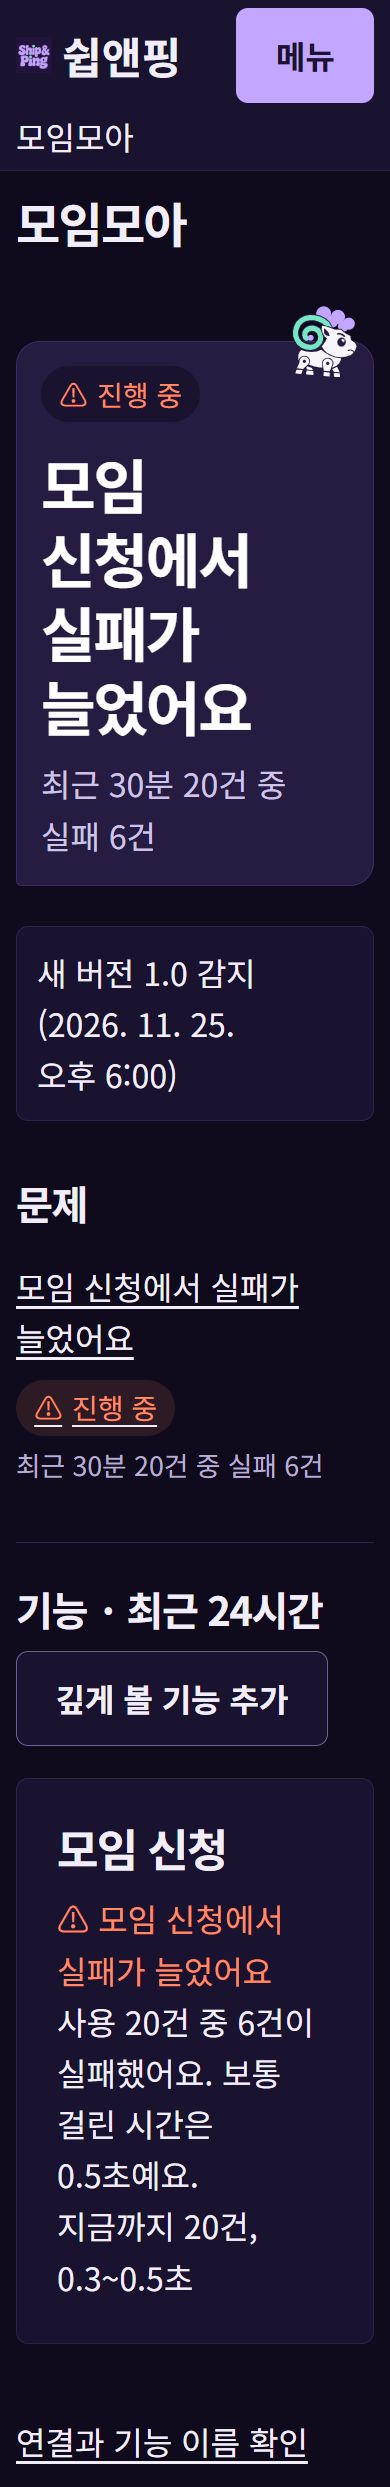 Ship&
Ping
쉽앤핑
메뉴
모임모아
모임모아
진행 중
모임
신청에서
실패가
늘었어요
최근 30분 20건 중
실패 6건
새 버전 1.0 감지
(2026. 11. 25.
오후 6:00)
문제
모임 신청에서 실패가
늘었어요
진행 중
최근 30분 20건 중 실패 6건
기능 · 최근 24시간
깊게 볼 기능 추가
모임 신청
모임 신청에서
실패가 늘었어요
사용 20건 중 6건이
실패했어요. 보통
걸린 시간은
0.5초예요.
지금까지 20건,
0.3~0.5초
연결과 기능 이름 확인